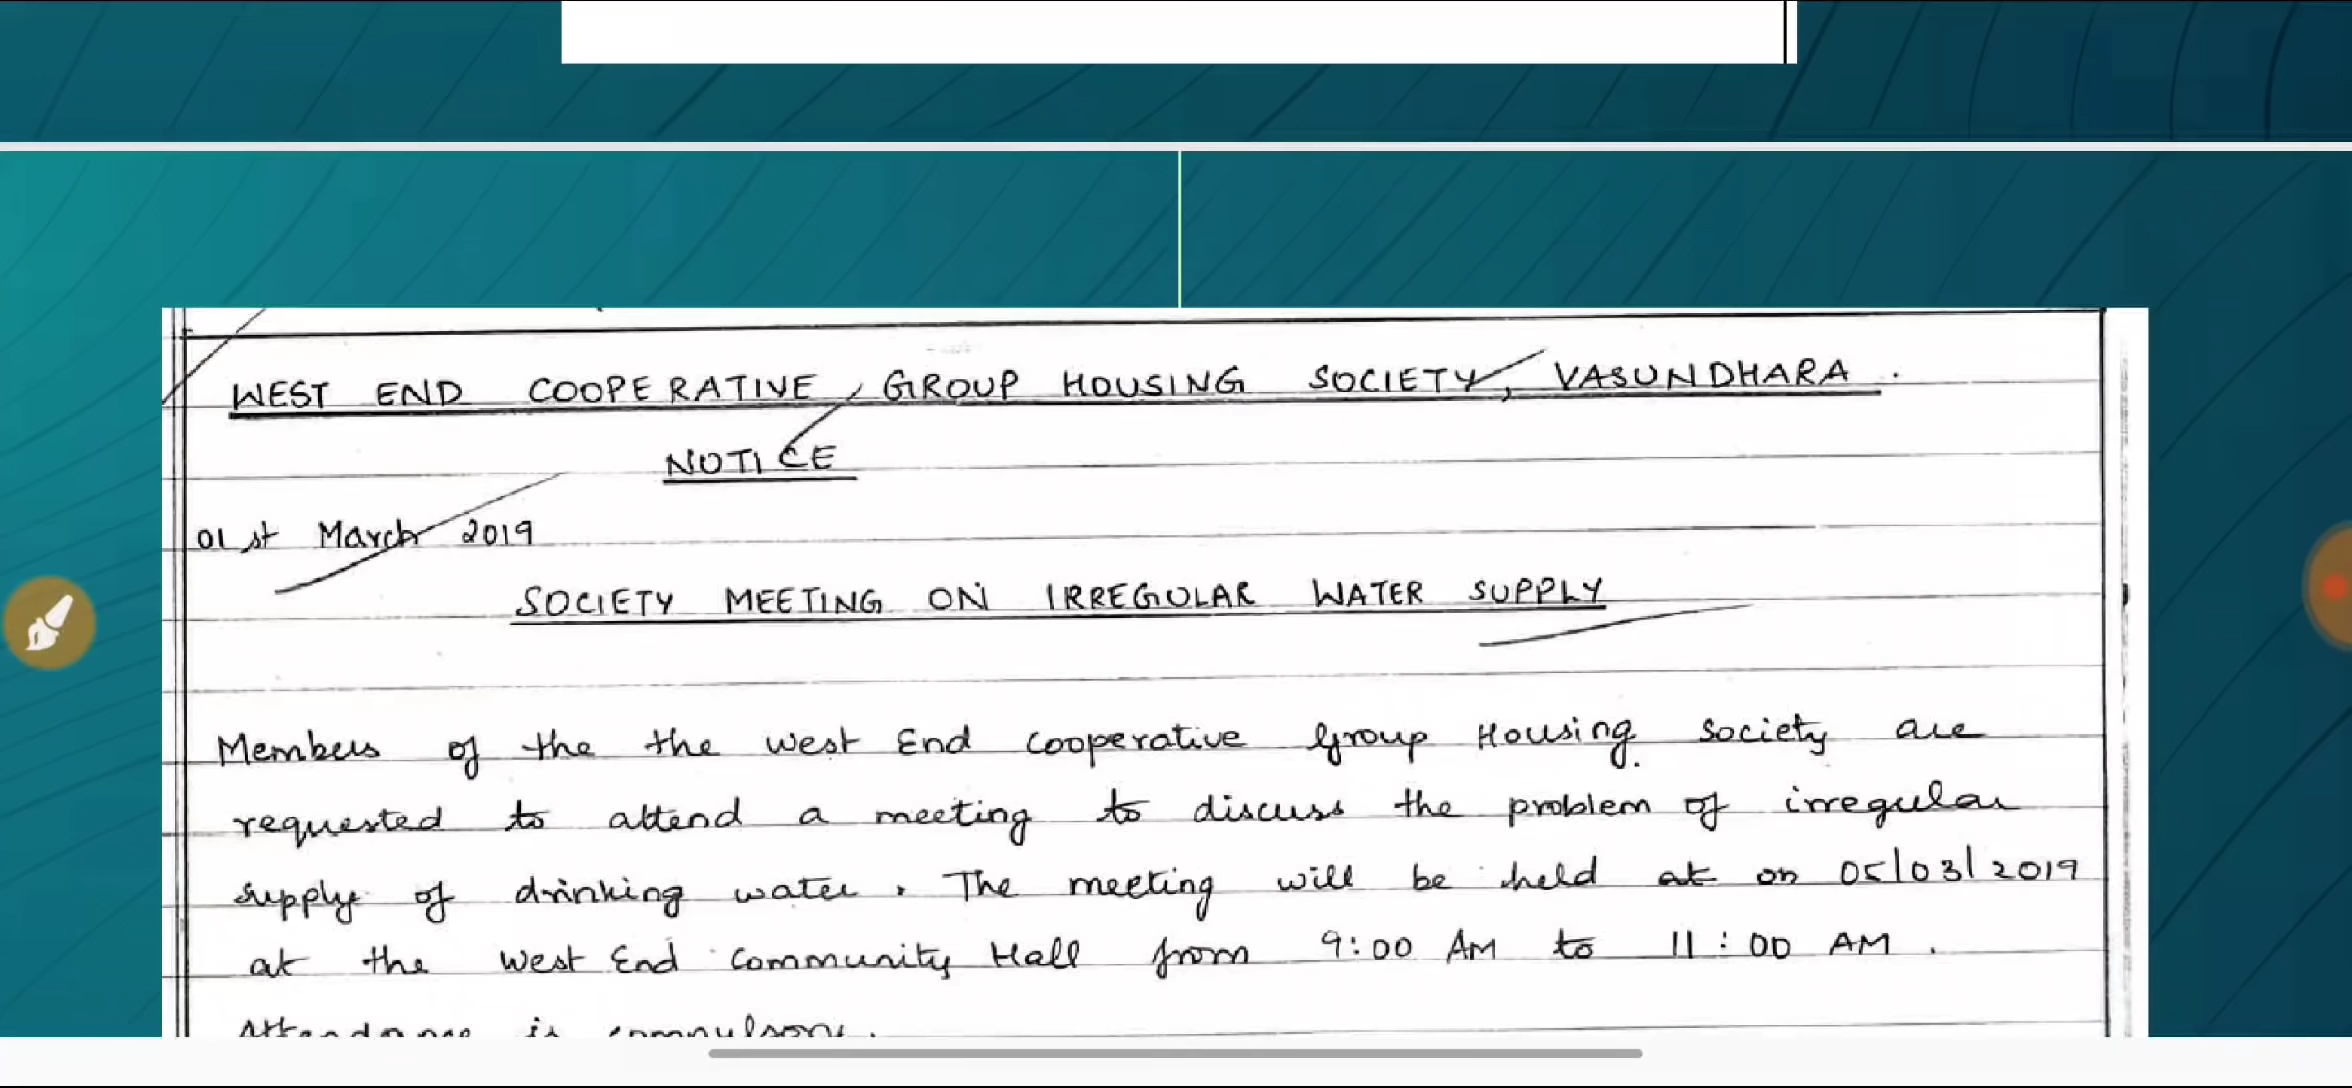 WEST END COOPERATIVE, GROUP HOUSING SOCIETY, VASUNDHARA.
NOTICE
01st March 2019
SOCIETY MEETING ON IRREGULAR WATER SUPPLY
Members of the the West End Cooperative Group Housing Society are
requested to attend a meeting to discuss the problem of irregular
supply of drinking water. The meeting will be held at on 05/03/2019
at the West End Community Hall from 9:00 AM to 11:00 AM.
Attendance is compulsory.